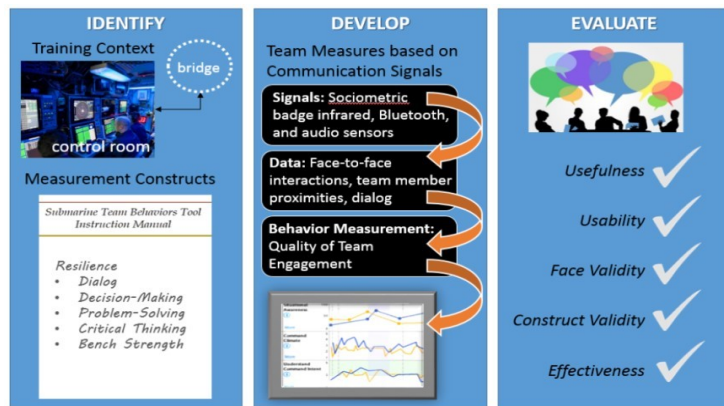 IDENTIFY
Training Context
bridge
control room
Measurement Constructs
Submarine Team Behaviors Tool
Instruction Manual
Resilience
• Dialog
• Decision-Making
• Problem-Solving
• Critical Thinking
• Bench Strength
DEVELOP
Team Measures based on
Communication Signals
Signals: Sociometric
badge infrared, Bluetooth,
and audio sensors
Data: Face-to-face
interactions, team member
proximities, dialog
Behavior Measurement:
Quality of Team
Engagement
Command
Climate
EVALUATE
Usefulness
Usability
Face Validity
Construct Validity
Effectiveness